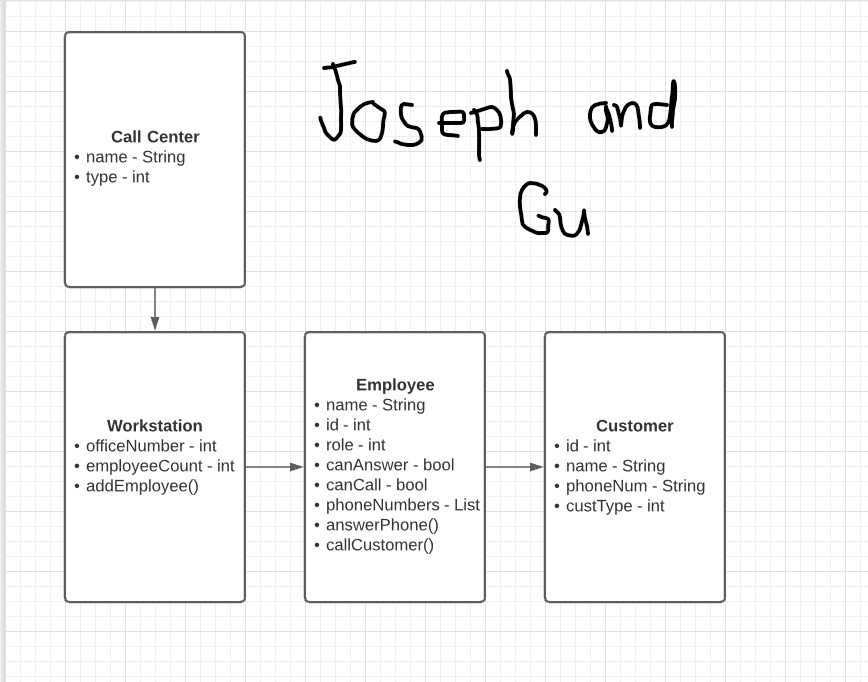 Joseph and
Gu
Call Center
• name - String
• type - int
Workstation
• officeNumber - int
• employeeCount - int
• addEmployee()
Employee
• name - String
• id - int
• role - int
• canAnswer - bool
• canCall - bool
• phoneNumbers - List
• answerPhone()
• callCustomer()
Customer
• id - int
• name - String
• phoneNum - String
• custType - int